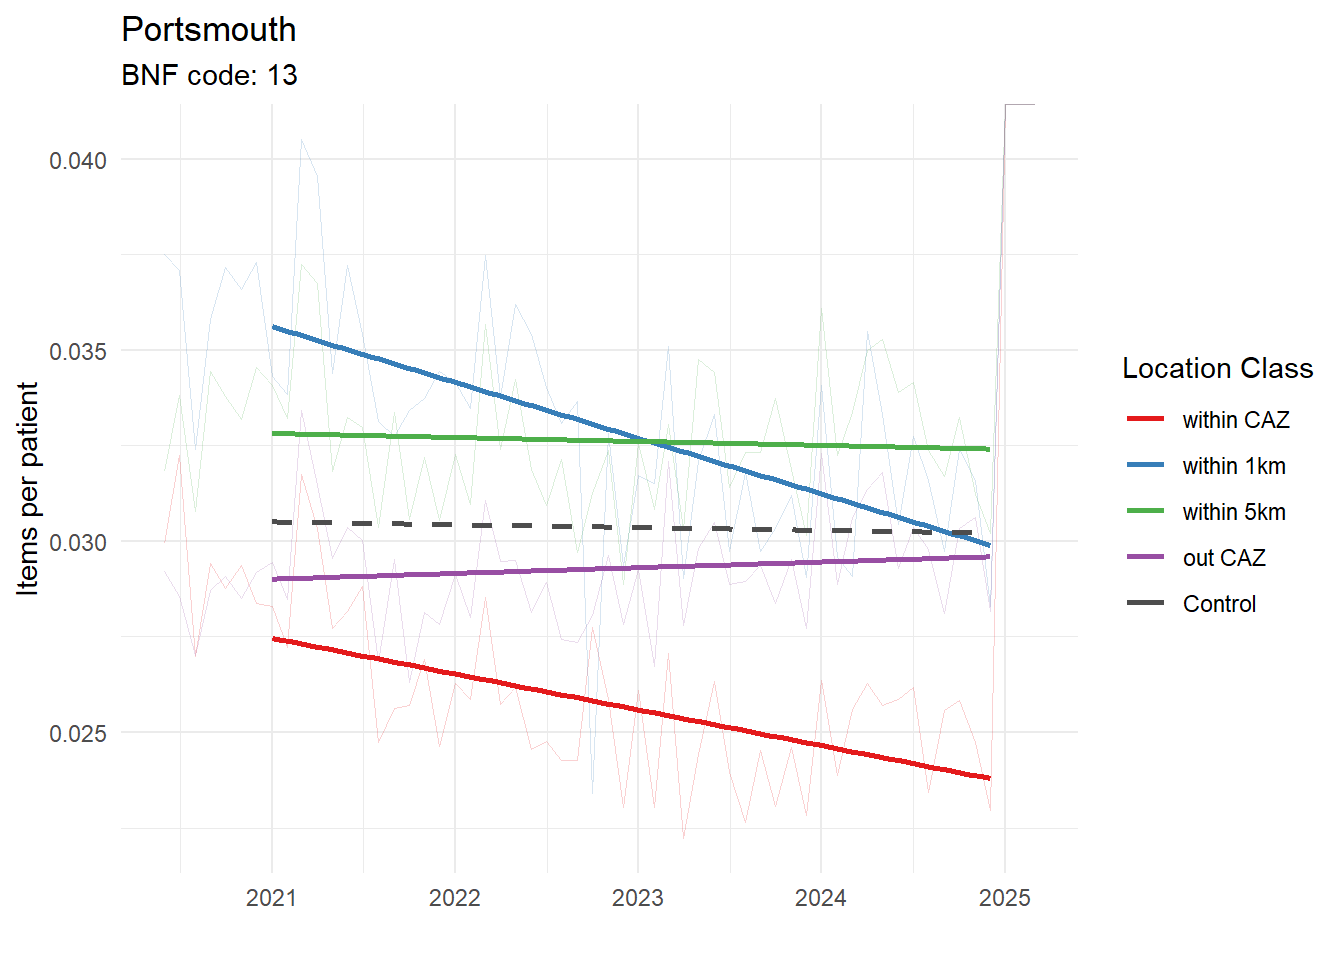 Portsmouth
BNF code: 13
Items per patient
0.040
0.035
0.030
0.025
2021 2022 2023 2024 2025
Location Class
within CAZ
within 1km
within 5km
out CAZ
Control